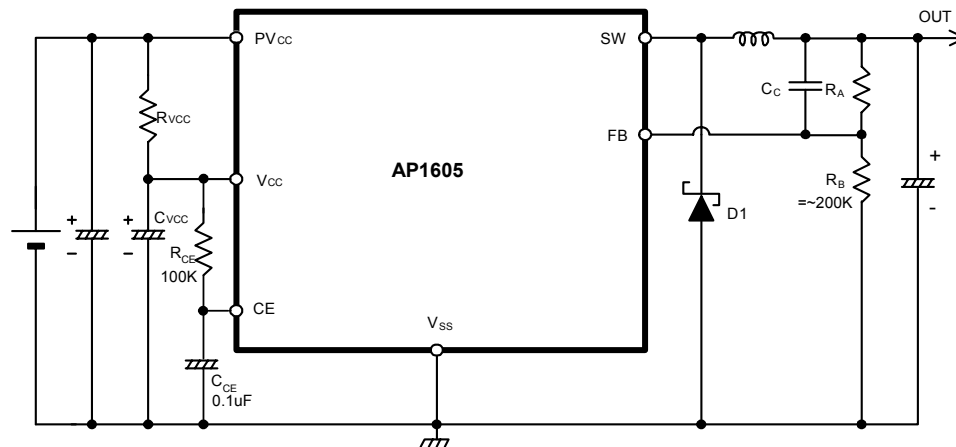 OUT
PVCC
SW
CC
RA
RVCC
FB
AP1605
VCC
RB
=~200K
+
-
+
−
+
−
CVCC
D1
RCE
100K
CE
VSS
CCE
0.1uF